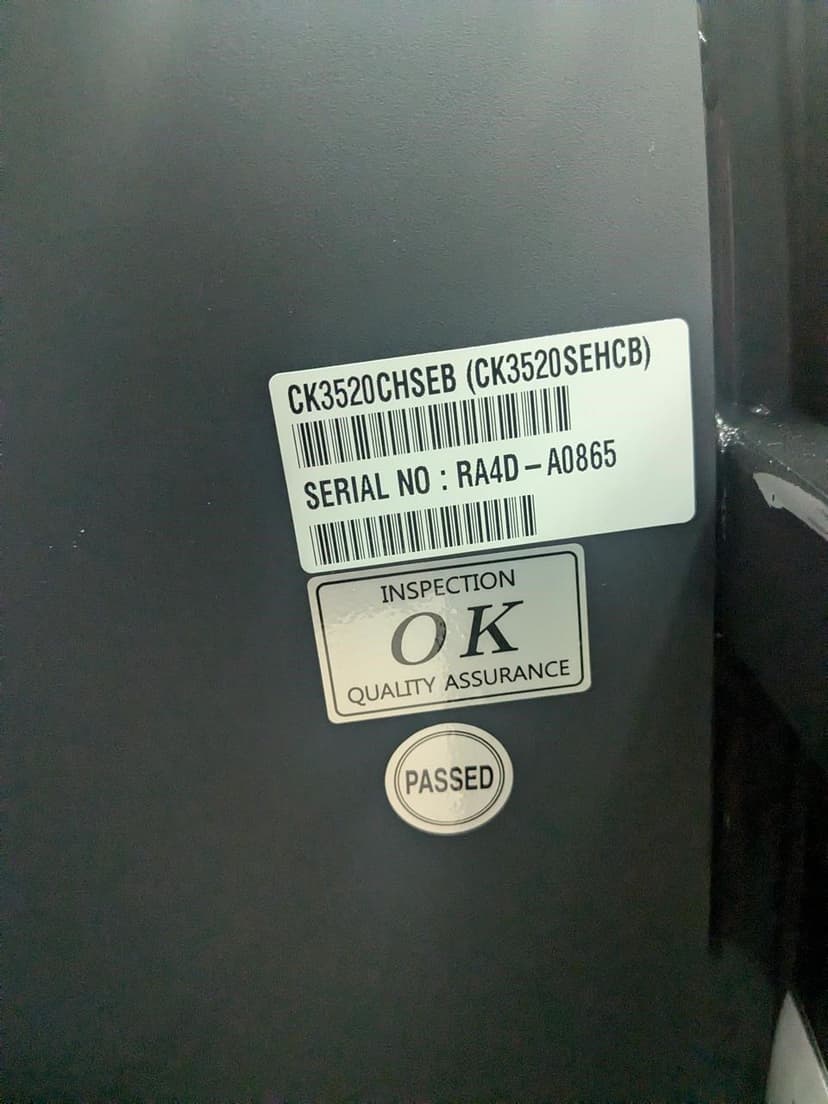 CK3520CHSEB (CK3520SEHCB)
SERIAL NO : RA4D-A0865
INSPECTION
OK
QUALITY ASSURANCE
PASSED